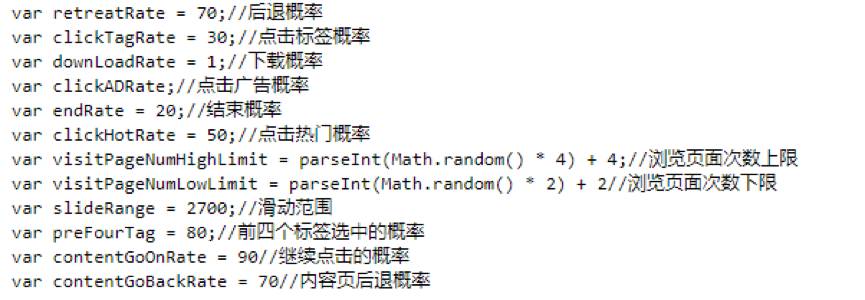 var retreatRate = 70;//后退概率
var clickTagRate = 30;//点击标签概率
var downLoadRate = 1;//下载概率
var clickADRate;//点击广告概率
var endRate = 20;//结束概率
var clickHotRate = 50;//点击热门概率
var visitPageNumHighLimit = parseInt(Math.random() * 4) + 4;//浏览页面次数上限
var visitPageNumLowLimit = parseInt(Math.random() * 2) + 2//浏览页面次数下限
var slideRange = 2700;//滑动范围
var preFourTag = 80;//前四个标签选中的概率
var contentGoOnRate = 90//继续点击的概率
var contentGoBackRate = 70//内容页后退概率